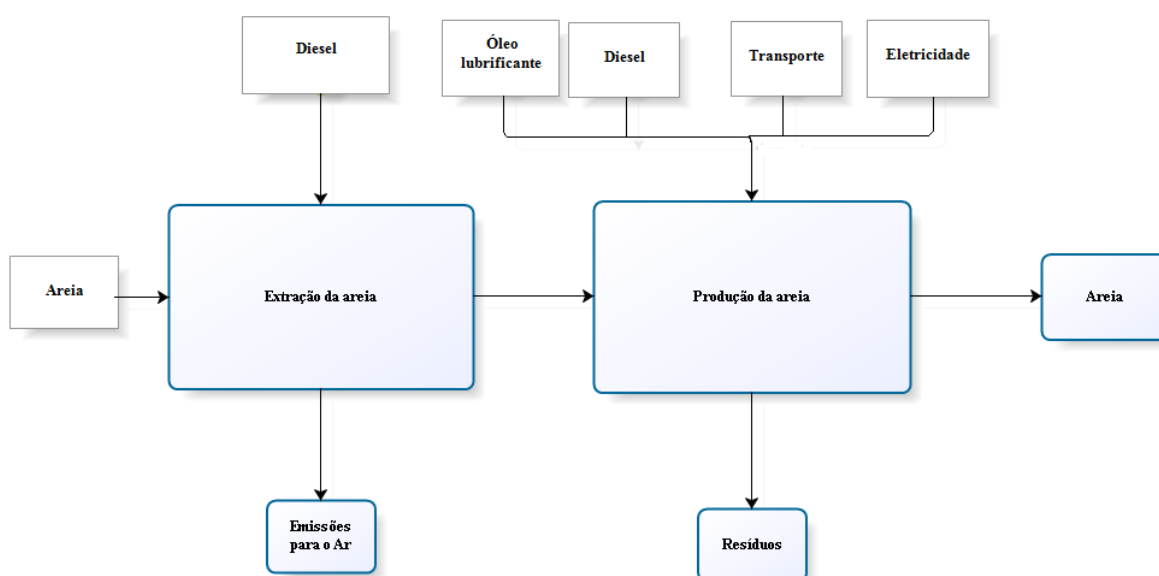 Diesel
Óleo
lubrificante
Diesel
Transporte
Eletricidade
Areia
Extração da areia
Produção da areia
Areia
Emissões
para o Ar
Resíduos